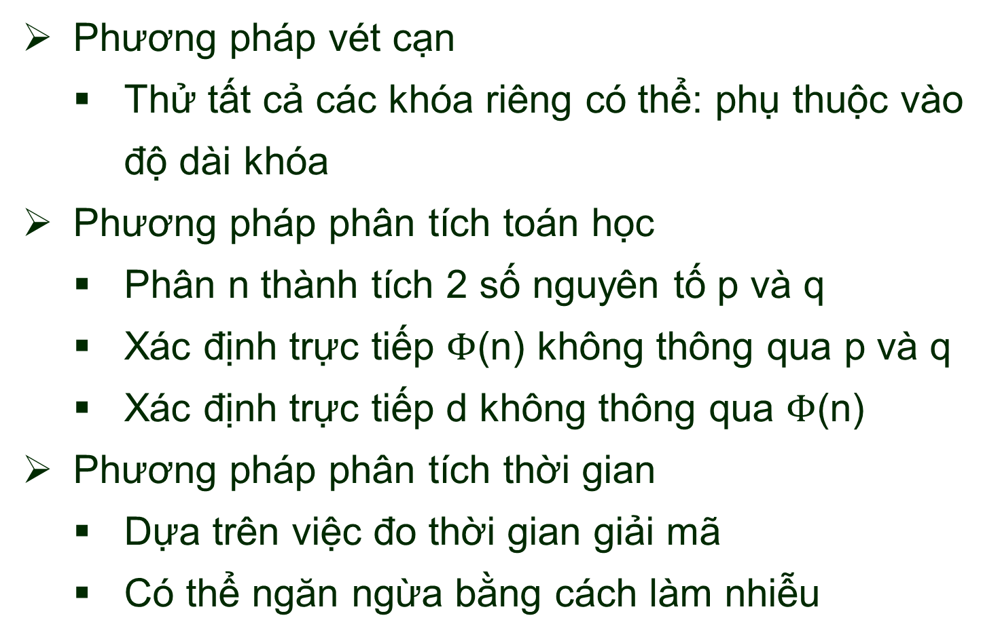 ➢ Phương pháp vét cạn
▪ Thử tất cả các khóa riêng có thể: phụ thuộc vào
độ dài khóa
➢ Phương pháp phân tích toán học
▪ Phân n thành tích 2 số nguyên tố p và q
▪ Xác định trực tiếp Φ(n) không thông qua p và q
▪ Xác định trực tiếp d không thông qua Φ(n)
➢ Phương pháp phân tích thời gian
▪ Dựa trên việc đo thời gian giải mã
▪ Có thể ngăn ngừa bằng cách làm nhiễu